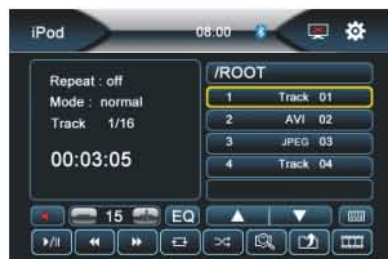 iPod 08:00
Repeat : off
Mode : normal
Track 1/16
00:03:05
/ROOT
1 Track 01
2 AVI 02
3 JPEG 03
4 Track 04
15 EQ